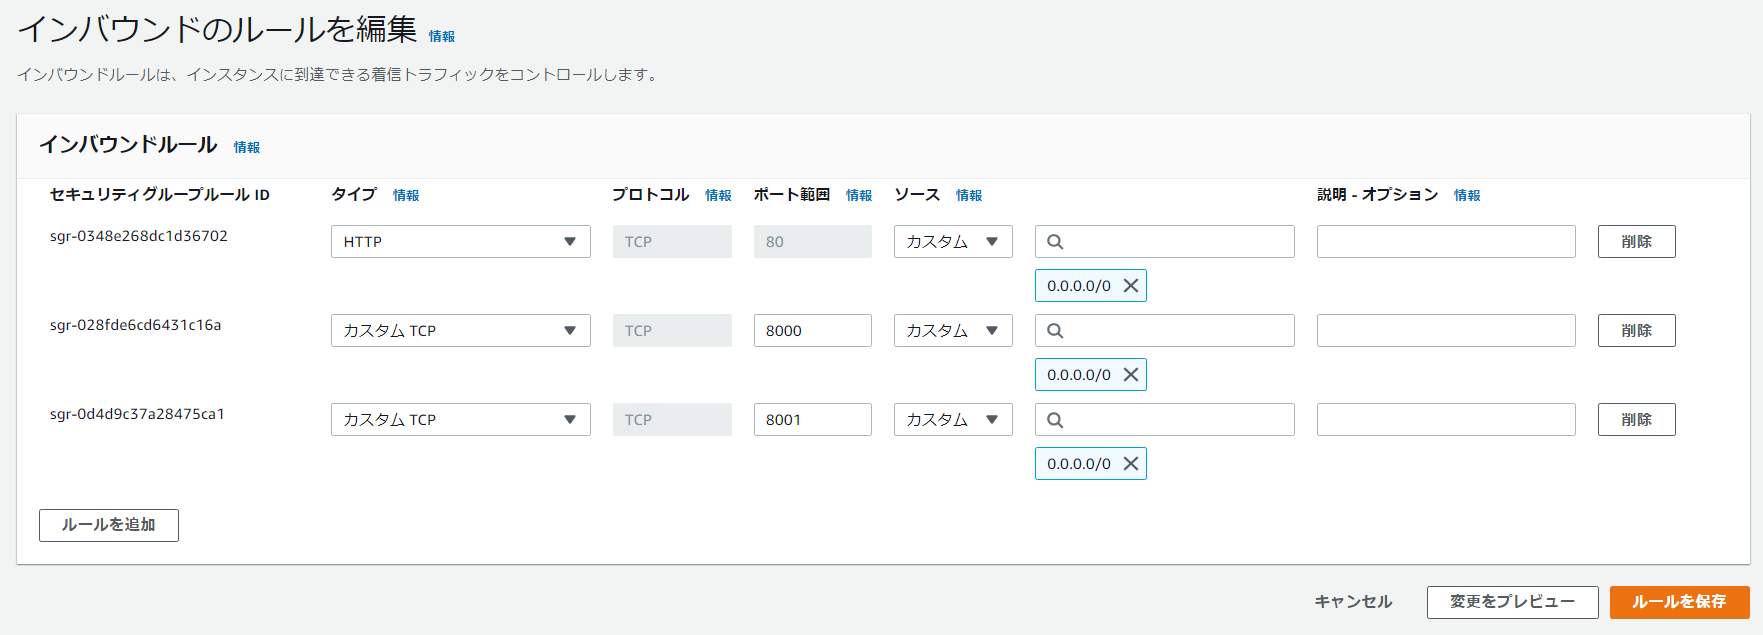 インバウンドのルールを編集 情報
インバウンドルールは、インスタンスに到達できる着信トラフィックをコントロールします。
インバウンドルール 情報
セキュリティグループルール ID タイプ 情報 プロトコル 情報 ポート範囲 情報 ソース 情報 説明 - オプション 情報
sgr-0348e268dc1d36702 HTTP TCP 80 カスタム 削除
0.0.0.0/0
sgr-028fde6cd6431c16a カスタム TCP TCP 8000 カスタム 削除
0.0.0.0/0
sgr-0d4d9c37a28475ca1 カスタム TCP TCP 8001 カスタム 削除
0.0.0.0/0
ルールを追加
キャンセル 変更をプレビュー ルールを保存